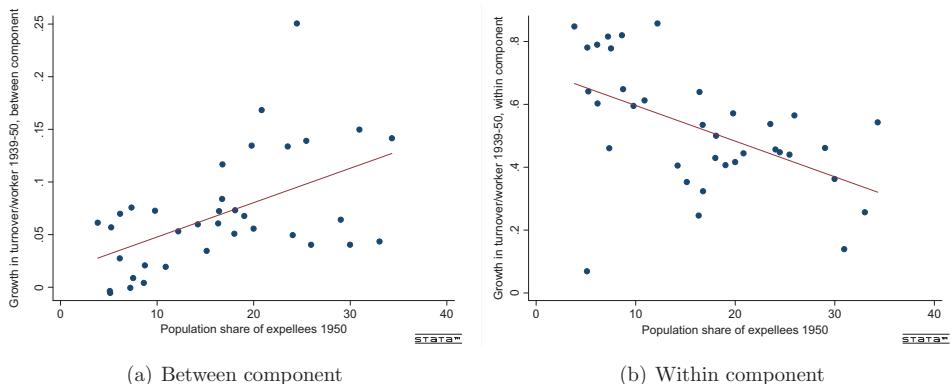 Growth in turnover/worker 1939-50, between component
.25
.2
.15
.1
.05
0
0 10 20 30 40
Population share of expellees 1950
STATA™
(a) Between component
Growth in turnover/worker 1939-50, within component
.8
.6
.4
.2
0
0 10 20 30 40
Population share of expellees 1950
STATA™
(b) Within component